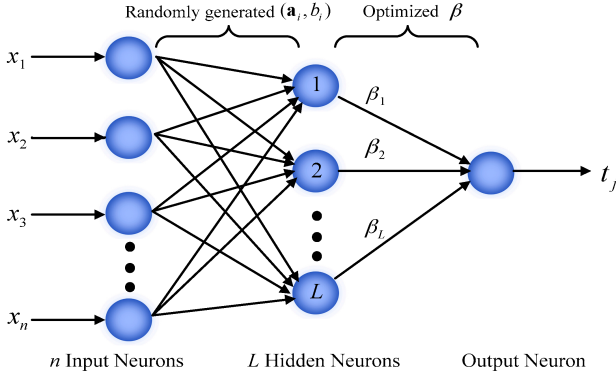 Randomly generated (a_i, b_i) Optimized β
x_1
x_2
x_3
x_n
1
2
L
β_1
β_2
β_L
t_J
n Input Neurons L Hidden Neurons Output Neuron